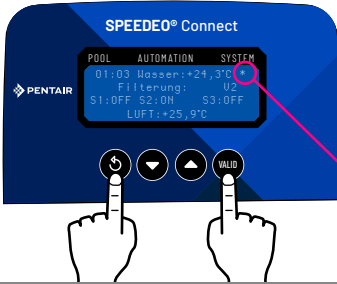 SPEEDEO® Connect
POOL AUTOMATION SYSTEM
01:03 Wasser:+24,3°C *
Filterung: V2
S1:OFF S2:ON S3:OFF
LUFT:+25,9°C
PENTAIR
VALID